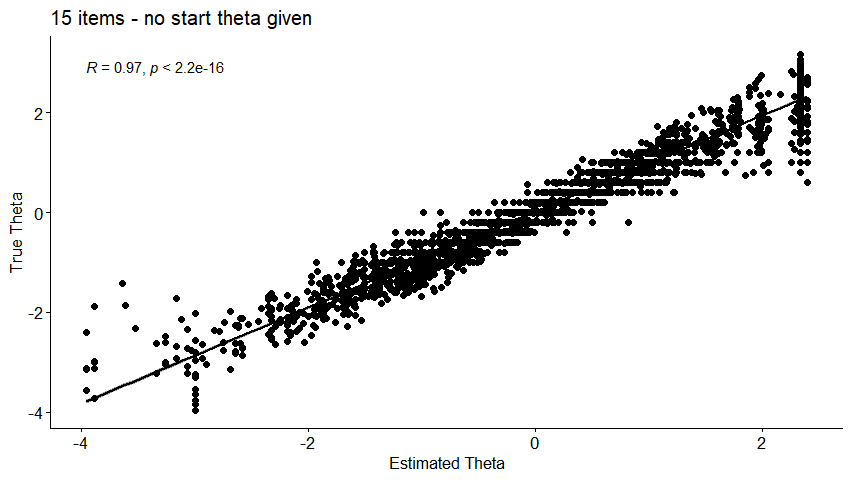 15 items - no start theta given
R = 0.97, p < 2.2e-16
True Theta
2
0
-2
-4
-4
-2
0
2
Estimated Theta